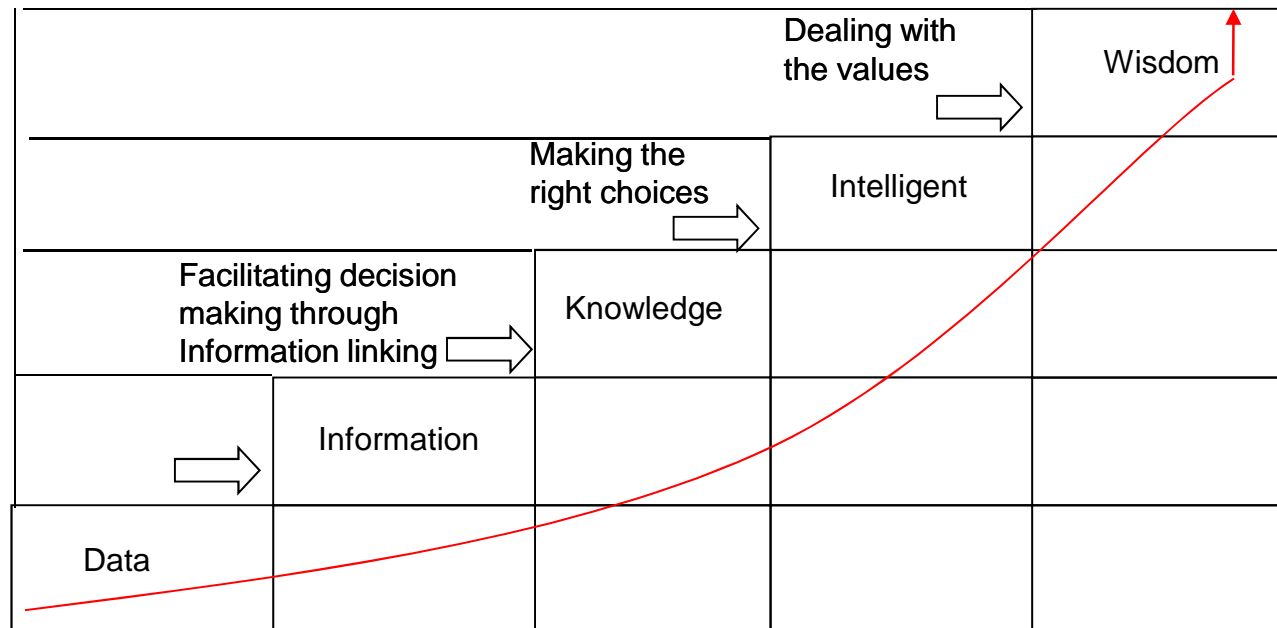 Dealing with
the values
Wisdom
Making the
right choices
Intelligent
Facilitating decision
making through
Information linking
Knowledge
Information
Data